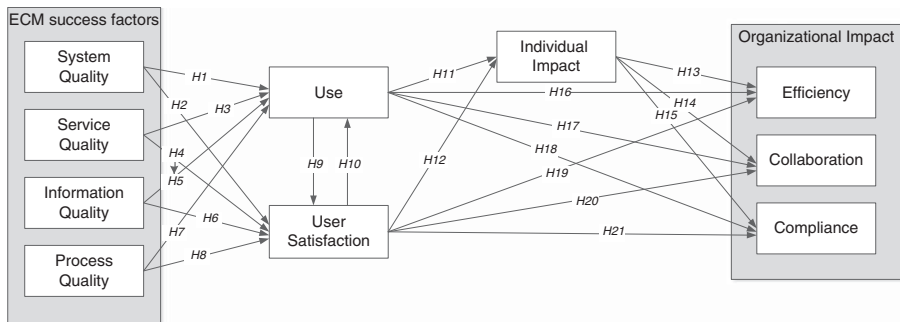 ECM success factors
System
Quality
Service
Quality
Information
Quality
Process
Quality
H1
H2
H3
H4
H5
H6
H7
H8
Use
H9
H10
User
Satisfaction
H11
H12
Individual
Impact
H13
H16
H14
H15
H17
H18
H19
H20
H21
Organizational Impact
Efficiency
Collaboration
Compliance